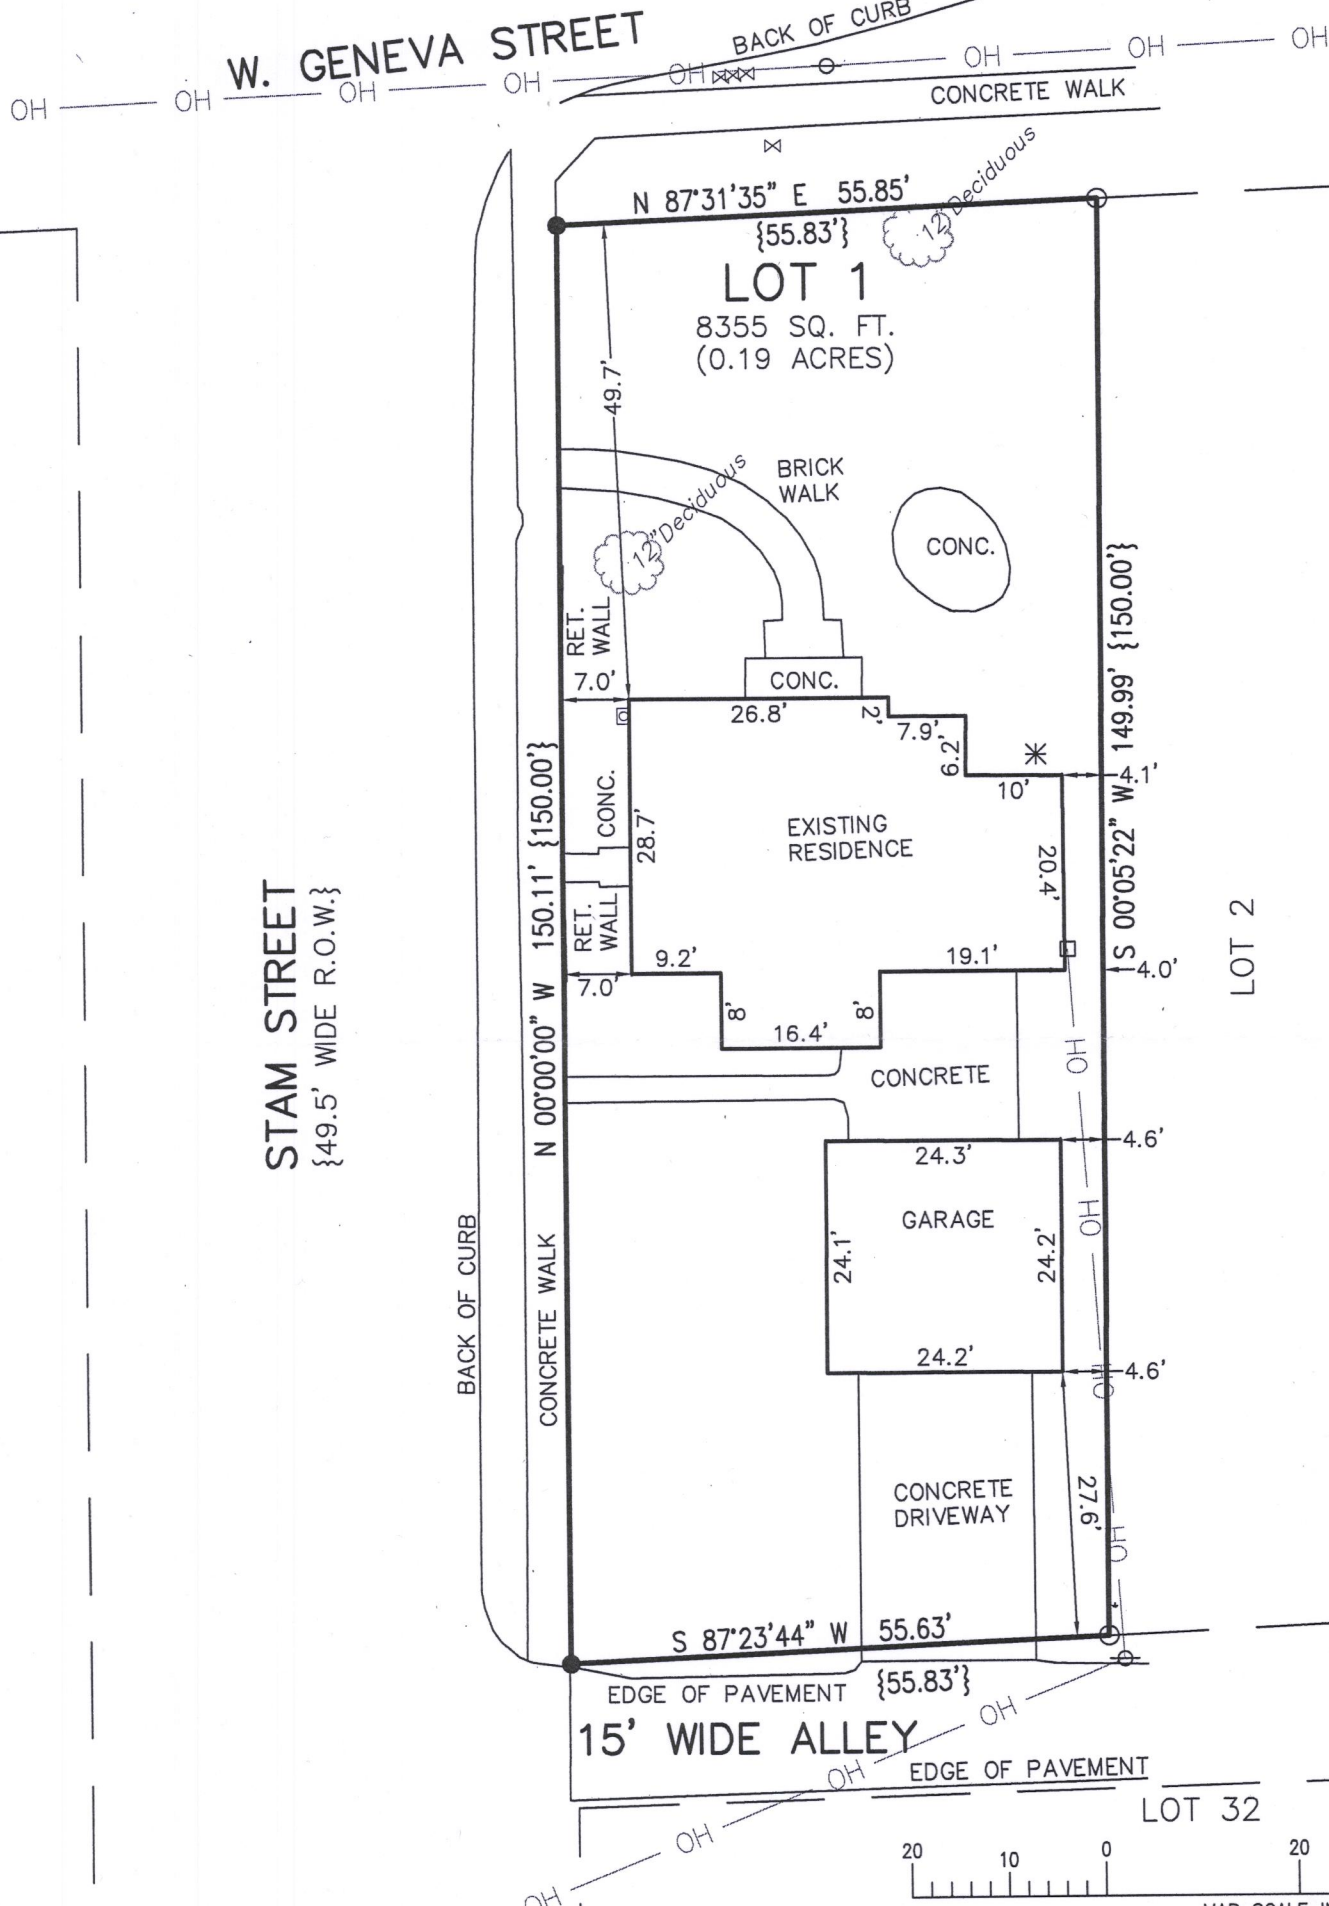 W. GENEVA STREET
BACK OF CURB
OH OH OH OH OH OH OH OH
CONCRETE WALK
N 87°31'35" E 55.85'
{55.83'}
12" Deciduous
LOT 1
8355 SQ. FT.
(0.19 ACRES)
49.7'
BRICK
WALK
12" Deciduous
CONC.
RET.
WALL
7.0'
CONC.
26.8'
2'
7.9'
6.2'
10'
4.1'
S 00°05'22" W 149.99' {150.00'}
CONC.
28.7'
EXISTING
RESIDENCE
20.4'
N 00°00'00" W 150.11' {150.00'}
STAM STREET
{49.5' WIDE R.O.W.}
RET.
WALL
7.0'
9.2'
19.1'
4.0'
LOT 2
8'
16.4'
8'
OH
CONCRETE
4.6'
24.3'
GARAGE
24.1'
24.2'
OH
24.2'
4.6'
OH
BACK OF CURB
CONCRETE WALK
CONCRETE
DRIVEWAY
27.6'
OH
S 87°23'44" W 55.63'
{55.83'}
EDGE OF PAVEMENT
15' WIDE ALLEY
OH
OH
OH
OH
EDGE OF PAVEMENT
LOT 32
20 10 0 20